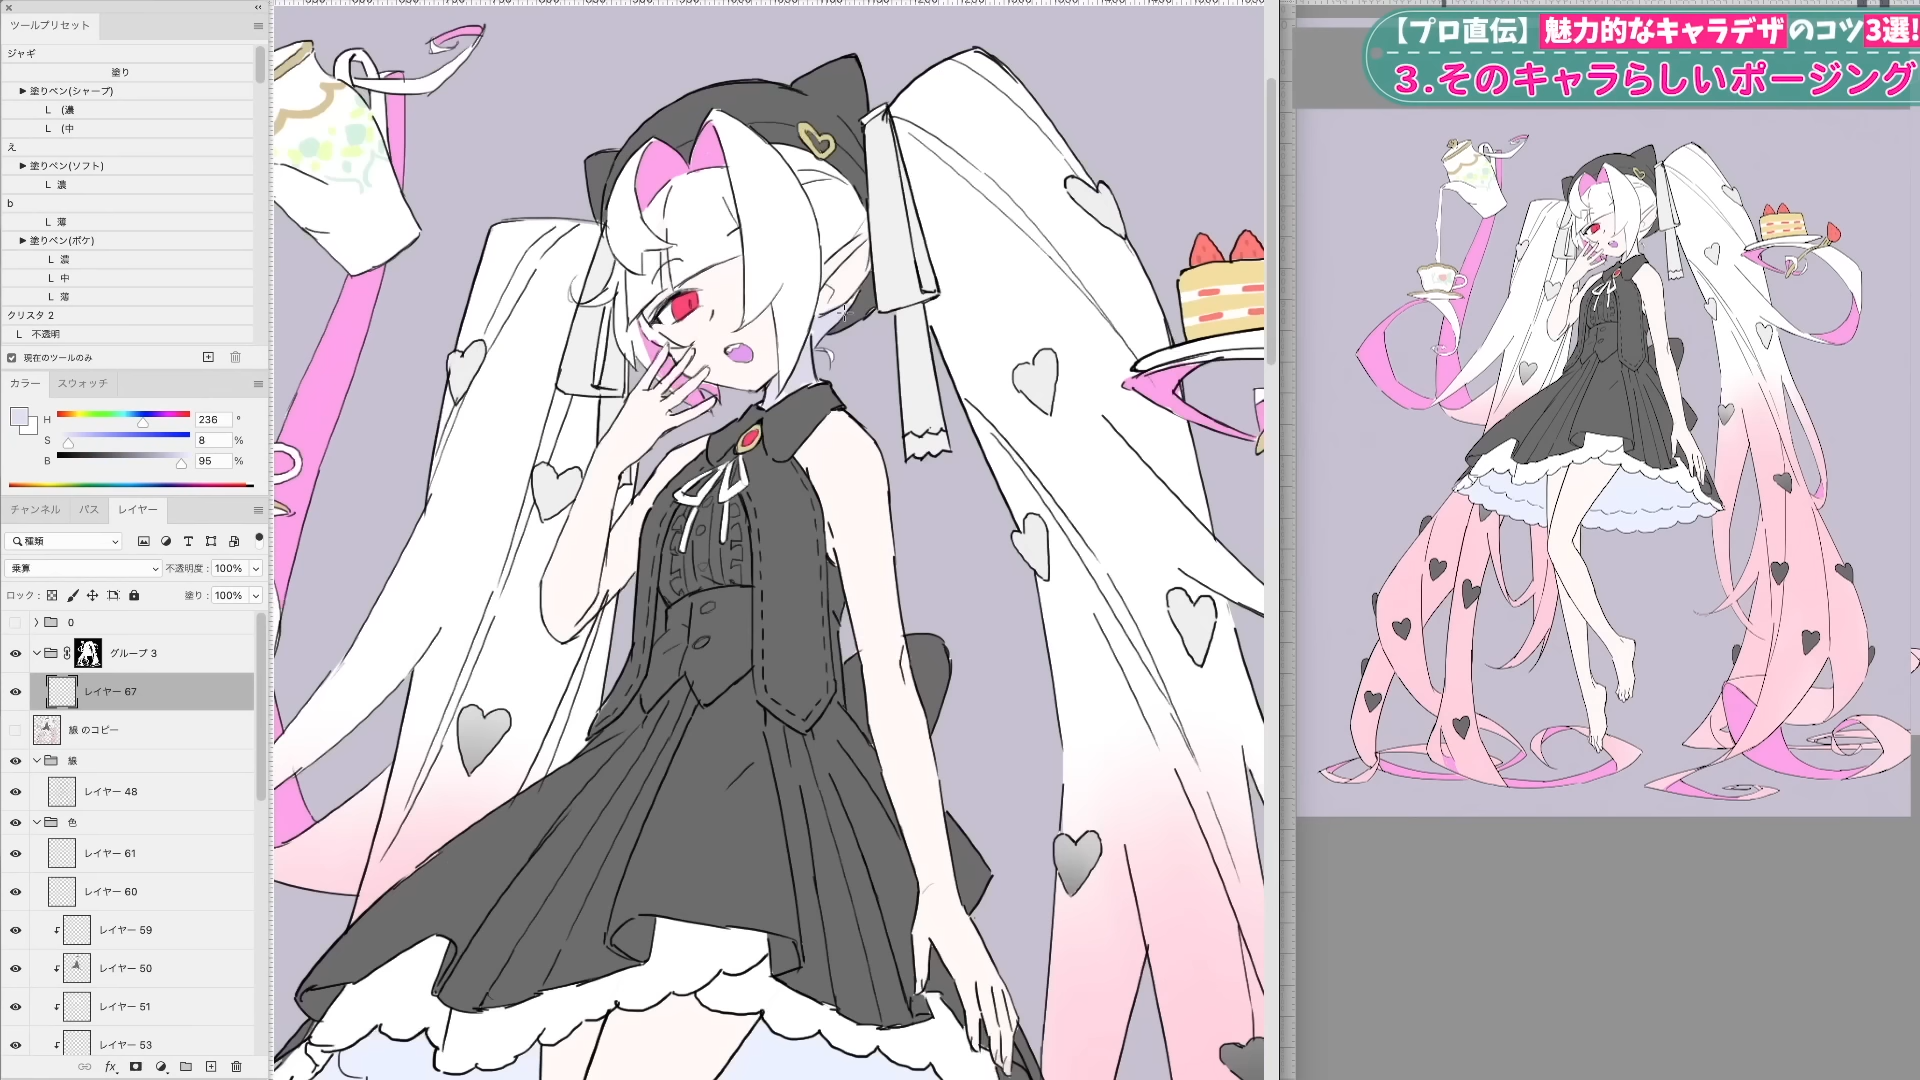 ツールプリセット
ジャギ
塗り
塗りペン(シャープ)
L (濃
L (中
え
塗りペン(ソフト)
L 濃
b
L 薄
塗りペン(ボケ)
L 濃
L 中
L 薄
クリスタ 2
L 不透明
現在のツールのみ
カラー スウォッチ
H 236 °
S 8 %
B 95 %
チャンネル パス レイヤー
種類
乗算 不透明度 : 100%
ロック : 塗り : 100%
0
グループ 3
レイヤー 67
線 のコピー
線
レイヤー 48
色
レイヤー 61
レイヤー 60
レイヤー 59
レイヤー 50
レイヤー 51
レイヤー 53
fx
【プロ直伝】魅力的なキャラデザのコツ3選!
3.そのキャラらしいポージング